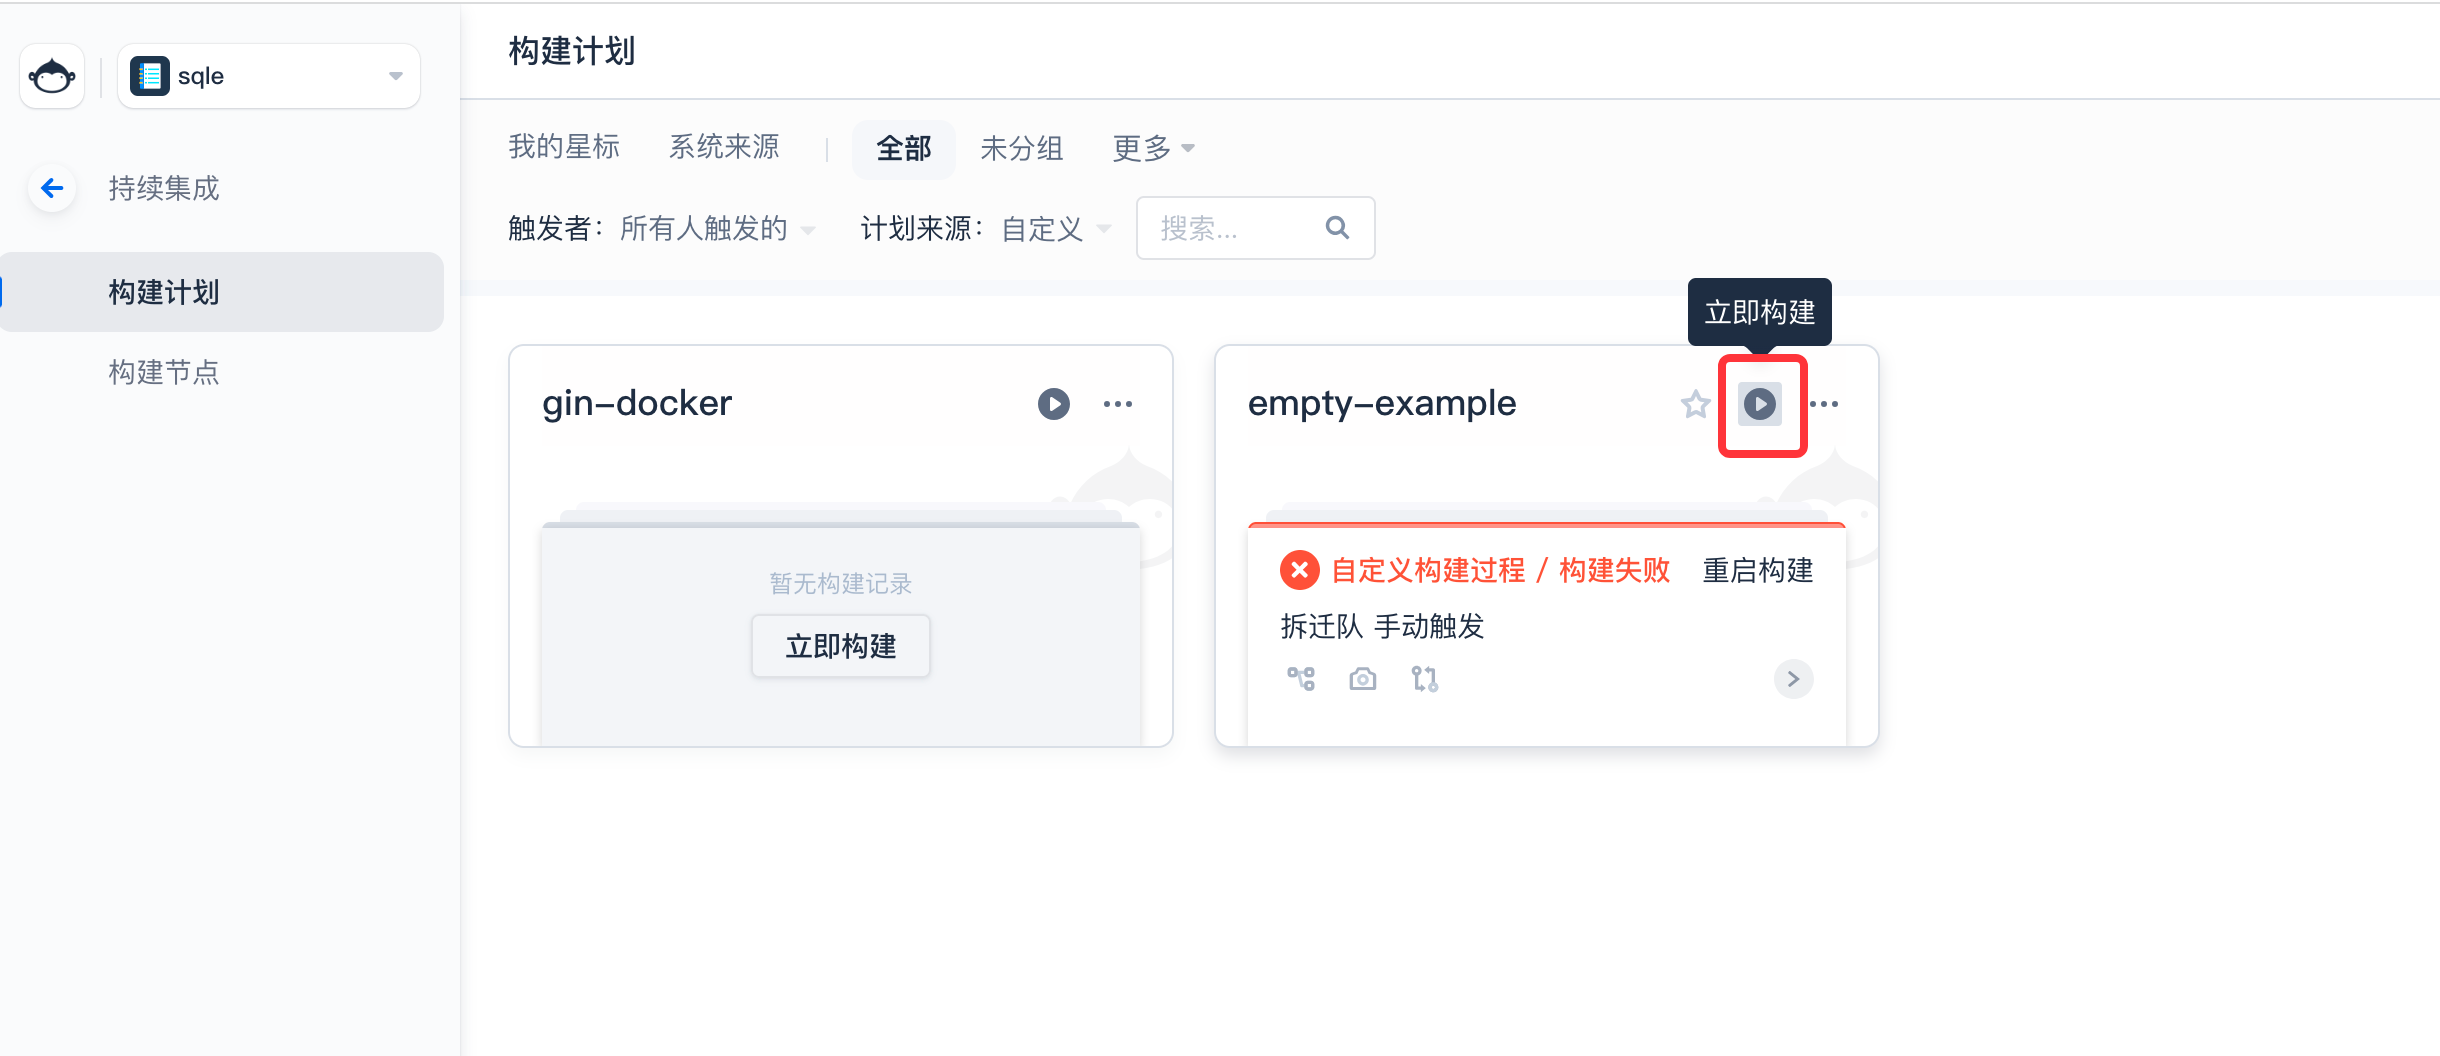 sqle
持续集成
构建计划
构建节点
构建计划
我的星标 系统来源 全部 未分组 更多
触发者: 所有人触发的 计划来源: 自定义 搜索...
立即构建
gin-docker
暂无构建记录
立即构建
empty-example
自定义构建过程 / 构建失败 重启构建
拆迁队 手动触发